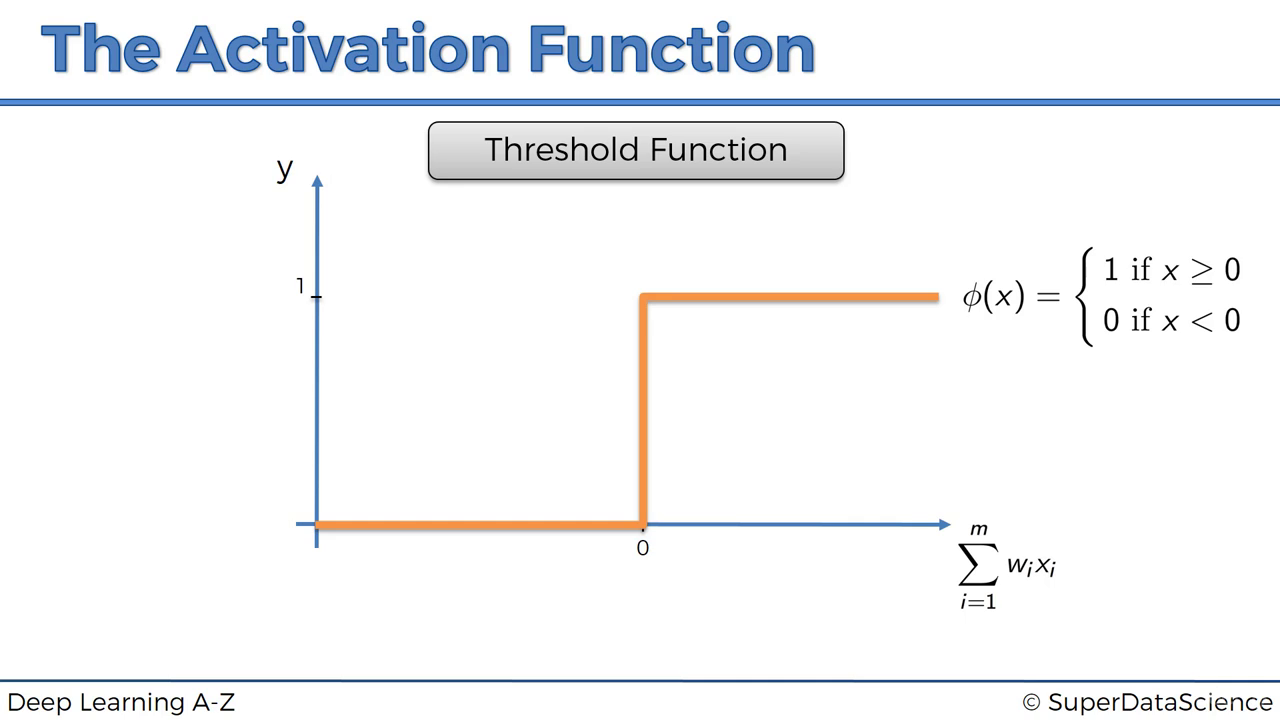 The Activation Function
Threshold Function
y
1
ϕ(x) = { 1 if x ≥ 0
0 if x < 0
0
m
∑ wᵢxᵢ
i=1
Deep Learning A-Z
© SuperDataScience